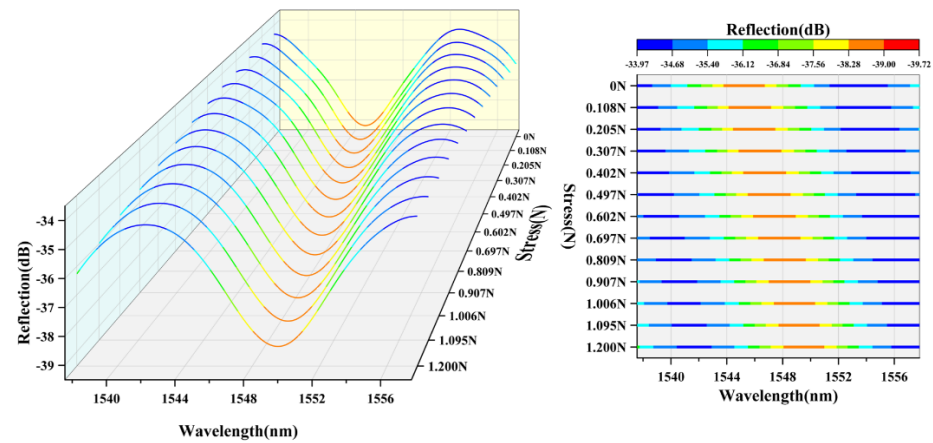 -34
-35
-36
-37
-38
-39
Reflection(dB)
1540
1544
1548
1552
1556
Wavelength(nm)
0N
0.108N
0.205N
0.307N
0.402N
0.497N
0.602N
0.697N
0.809N
0.907N
1.006N
1.095N
1.200N
Stress(N)
Reflection(dB)
-33.97 -34.68 -35.40 -36.12 -36.84 -37.56 -38.28 -39.00 -39.72
0N
0.108N
0.205N
0.307N
0.402N
0.497N
0.602N
0.697N
0.809N
0.907N
1.006N
1.095N
1.200N
Stress(N)
1540 1544 1548 1552 1556
Wavelength(nm)